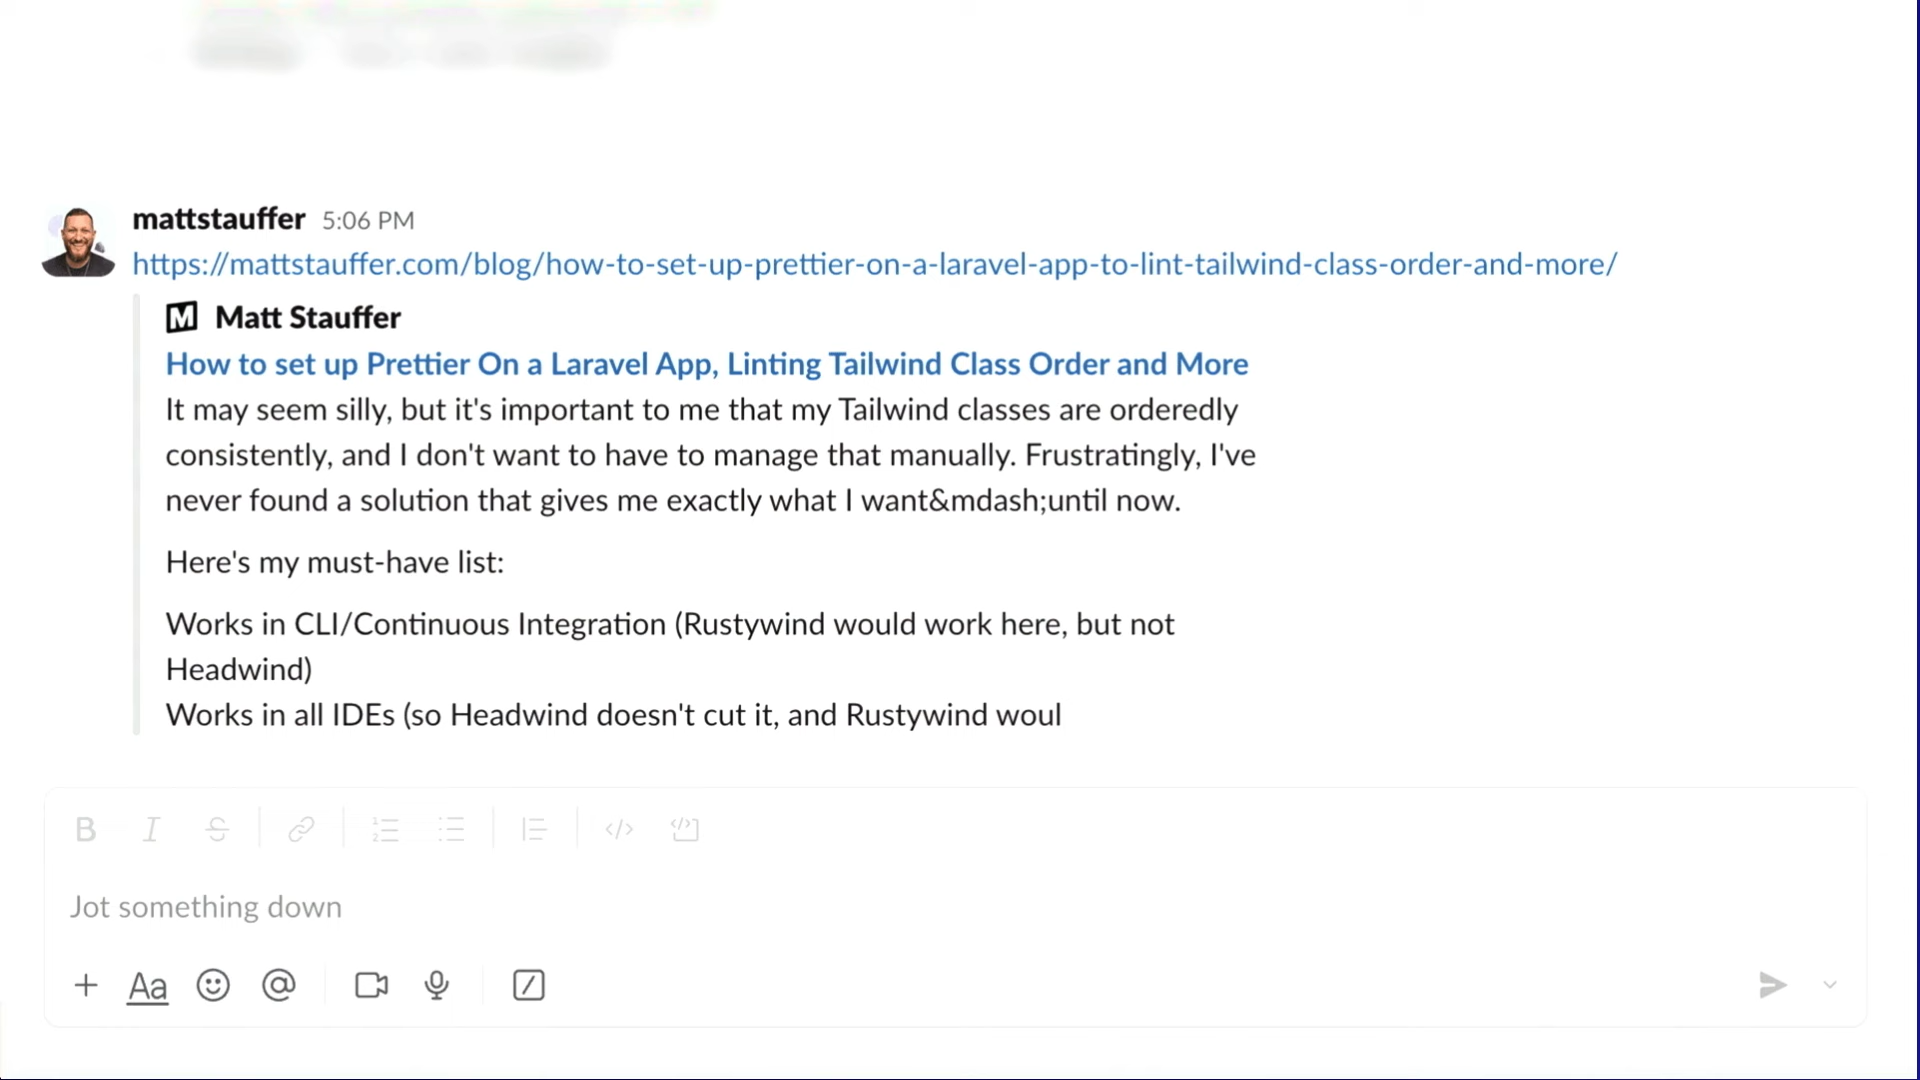 mattstauffer 5:06 PM
https://mattstauffer.com/blog/how-to-set-up-prettier-on-a-laravel-app-to-lint-tailwind-class-order-and-more/
M Matt Stauffer
How to set up Prettier On a Laravel App, Linting Tailwind Class Order and More
It may seem silly, but it's important to me that my Tailwind classes are orderedly
consistently, and I don't want to have to manage that manually. Frustratingly, I've
never found a solution that gives me exactly what I want&mdash;until now.
Here's my must-have list:
Works in CLI/Continuous Integration (Rustywind would work here, but not
Headwind)
Works in all IDEs (so Headwind doesn't cut it, and Rustywind woul
B I S
Jot something down
Aa